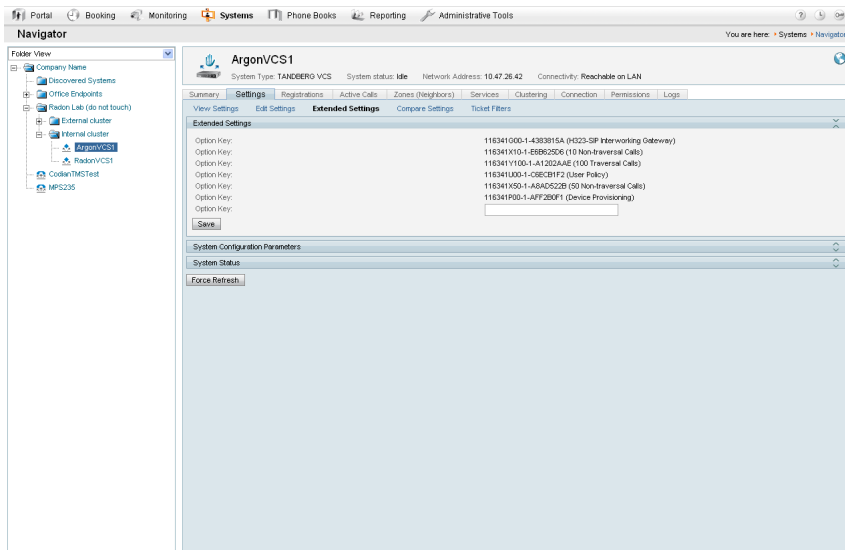 Portal Booking Monitoring Systems Phone Books Reporting Administrative Tools
Navigator
You are here: Systems Navigator
Folder View
Company Name
Discovered Systems
Office Endpoints
Radon Lab (do not touch)
External cluster
Internal cluster
ArgonVCS1
RadonVCS1
CodianTMSTest
MPS235
ArgonVCS1
System Type: TANDBERG VCS System status: Idle Network Address: 10.47.26.42 Connectivity: Reachable on LAN
Summary Settings Registrations Active Calls Zones (Neighbors) Services Clustering Connection Permissions Logs
View Settings Edit Settings Extended Settings Compare Settings Ticket Filters
Extended Settings
Option Key: 116341G00-1-4383815A (H323-SIP Interworking Gateway)
Option Key: 116341X10-1-E6B625D6 (10 Non-traversal Calls)
Option Key: 116341Y100-1-A1202AAE (100 Traversal Calls)
Option Key: 116341U00-1-C6ECB1F2 (User Policy)
Option Key: 116341X50-1-A8AD522B (50 Non-traversal Calls)
Option Key: 116341P00-1-AFF2B0F1 (Device Provisioning)
Option Key:
Save
System Configuration Parameters
System Status
Force Refresh